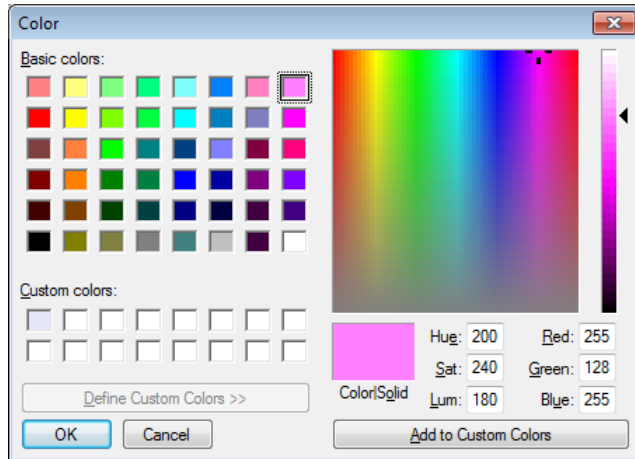 Color
Basic colors:
Custom colors:
Define Custom Colors >>
OK Cancel
Color|Solid
Hue: 200 Red: 255
Sat: 240 Green: 128
Lum: 180 Blue: 255
Add to Custom Colors